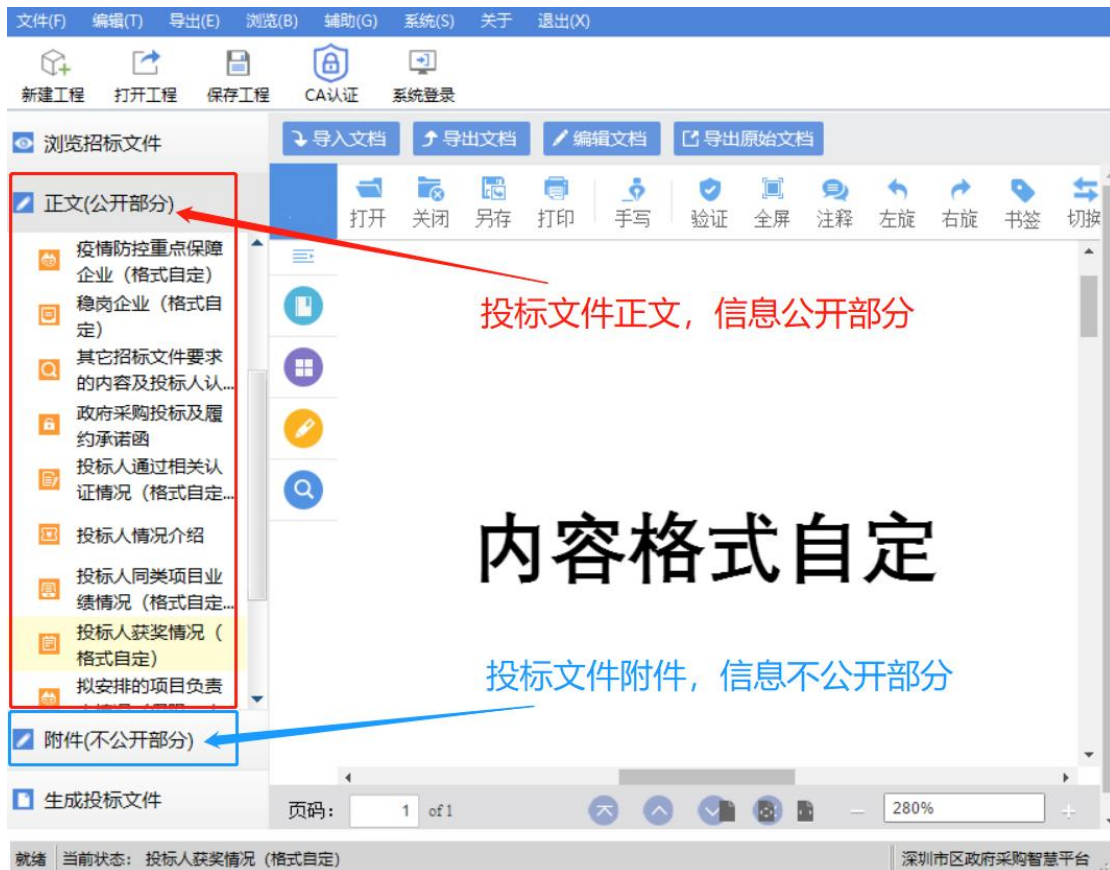 文件(F) 编辑(T) 导出(E) 浏览(B) 辅助(G) 系统(S) 关于 退出(X)
新建工程 打开工程 保存工程 CA认证 系统登录
浏览招标文件
导入文档 导出文档 编辑文档 导出原始文档
正文(公开部分)
打开 关闭 另存 打印 手写 验证 全屏 注释 左旋 右旋 书签 切换
疫情防控重点保障
企业（格式自定）
稳岗企业（格式自
定）
其它招标文件要求
的内容及投标人认...
政府采购投标及履
约承诺函
投标人通过相关认
证情况（格式自定...
投标人情况介绍
投标人同类项目业
绩情况（格式自定...
投标人获奖情况（
格式自定）
拟安排的项目负责
投标文件正文，信息公开部分
内容格式自定
投标文件附件，信息不公开部分
附件(不公开部分)
生成投标文件
页码： 1 of 1 280%
就绪 当前状态： 投标人获奖情况（格式自定） 深圳市区政府采购智慧平台